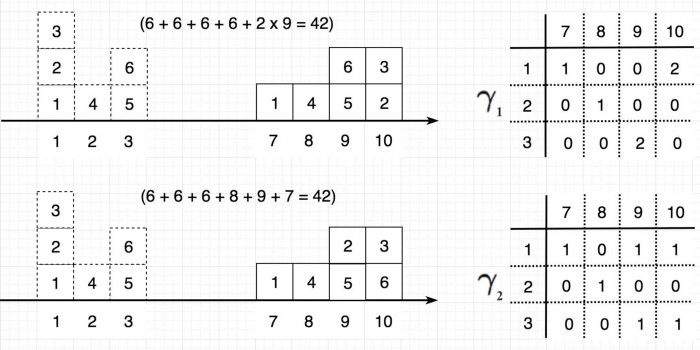 (6 + 6 + 6 + 6 + 2 x 9 = 42)
3
2 6 6 3
1 4 5 1 4 5 2
1 2 3 7 8 9 10
γ₁
7 8 9 10
1 1 0 0 2
2 0 1 0 0
3 0 0 2 0
(6 + 6 + 6 + 8 + 9 + 7 = 42)
3
2 6 2 3
1 4 5 1 4 5 6
1 2 3 7 8 9 10
γ₂
7 8 9 10
1 1 0 1 1
2 0 1 0 0
3 0 0 1 1